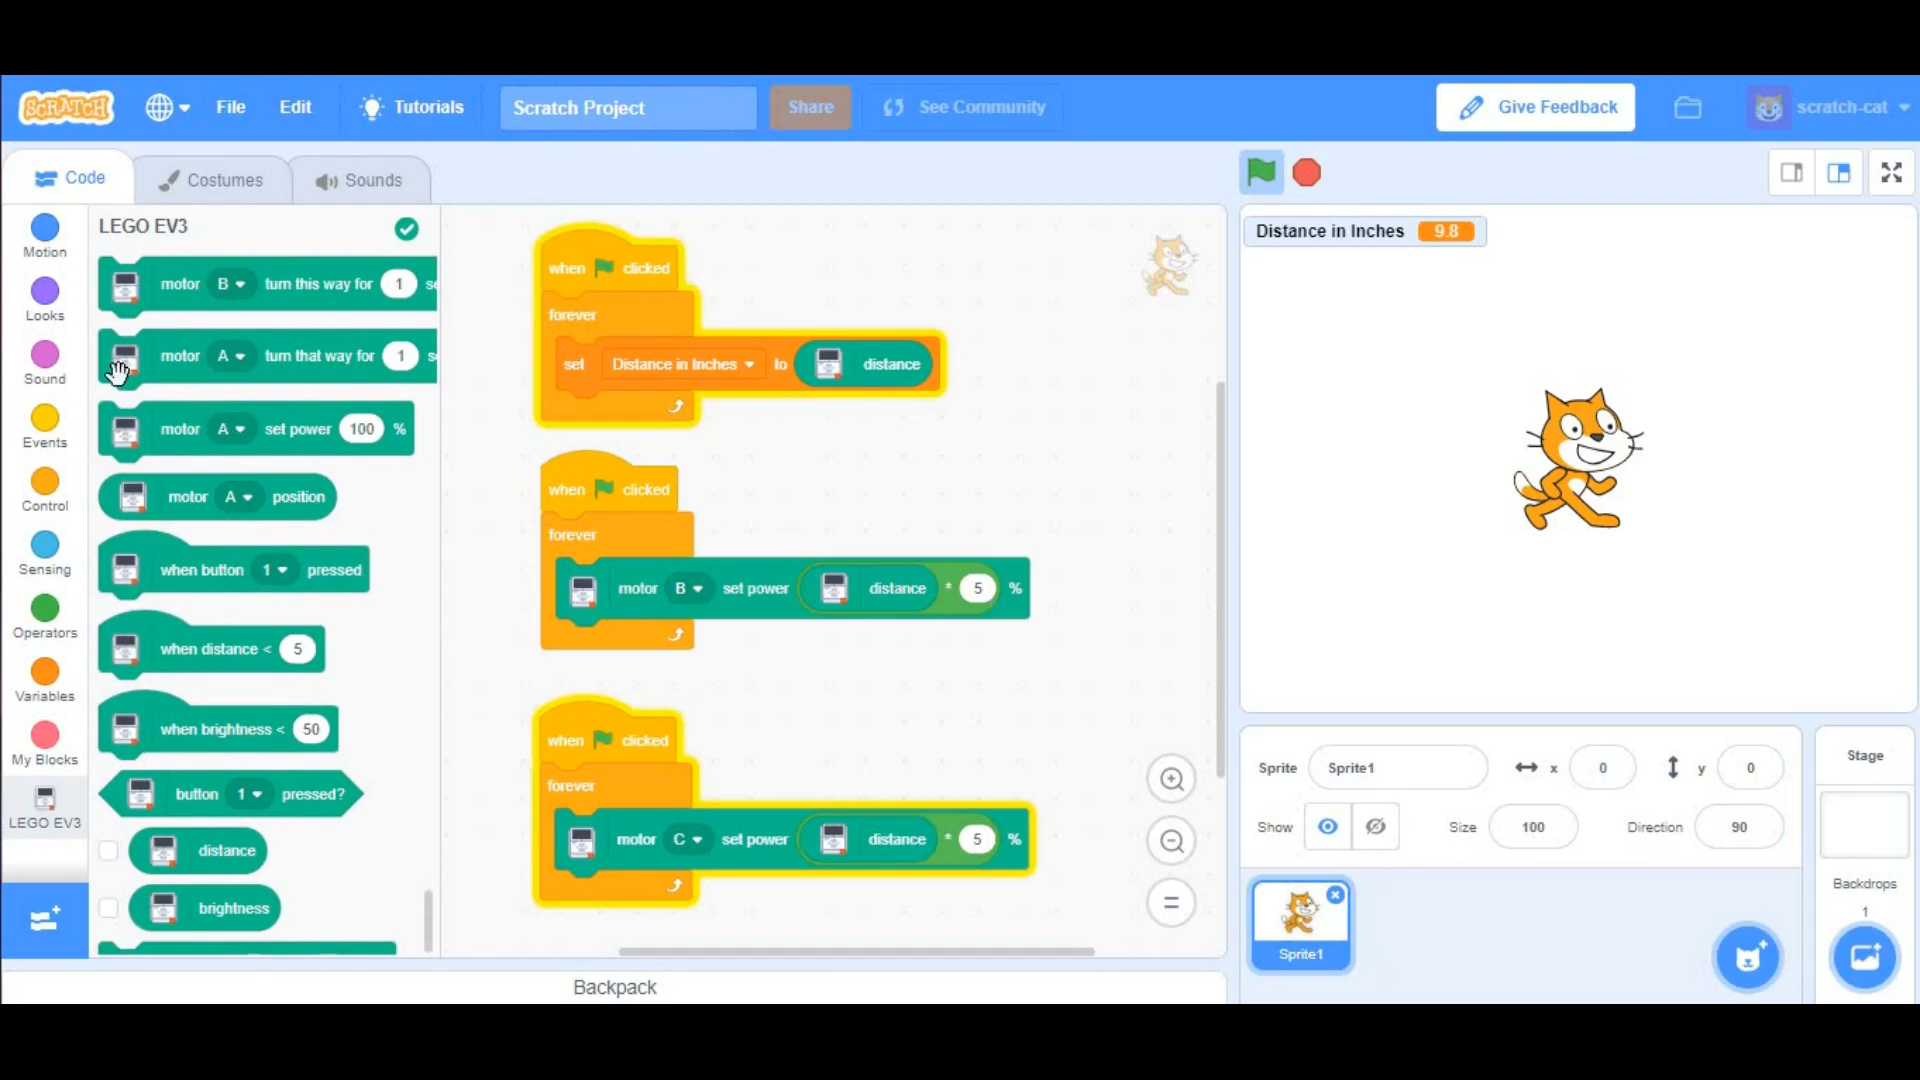 SCRATCH File Edit Tutorials Scratch Project Share See Community Give Feedback scratch-cat
Code Costumes Sounds
Motion
Looks
Sound
Events
Control
Sensing
Operators
Variables
My Blocks
LEGO EV3
LEGO EV3
motor B turn this way for 1 se
motor A turn that way for 1 s
motor A set power 100 %
motor A position
when button 1 pressed
when distance < 5
when brightness < 50
button 1 pressed?
distance
brightness
when clicked
forever
set Distance in Inches to distance
when clicked
forever
motor B set power distance * 5 %
when clicked
forever
motor C set power distance * 5 %
Backpack
Distance in Inches 9.8
Sprite Sprite1 x 0 y 0
Show Size 100 Direction 90
Sprite1
Stage
Backdrops
1